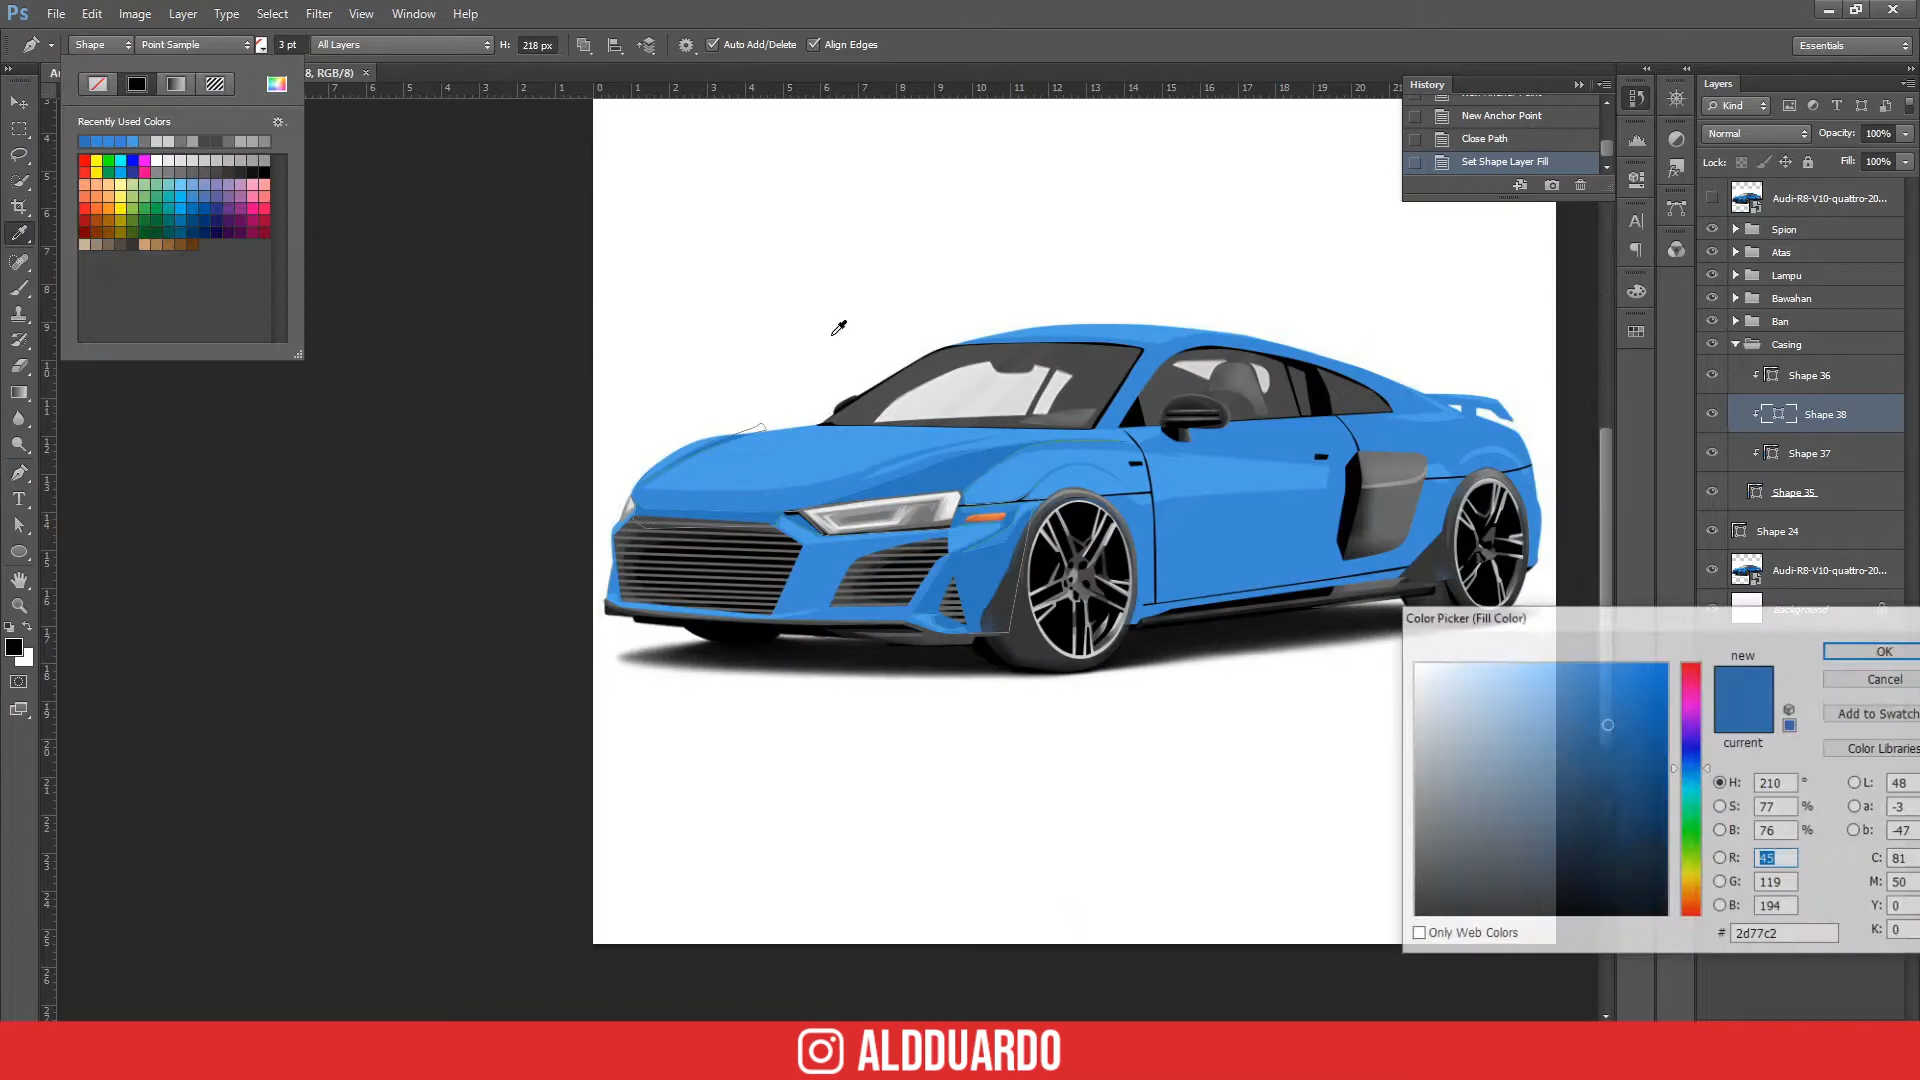 Ps File Edit Image Layer Type Select Filter View Window Help
Shape Point Sample 3 pt All Layers H: 218 px Auto Add/Delete Align Edges Essentials
8, RGB/8)
Recently Used Colors
History
New Anchor Point
Close Path
Set Shape Layer Fill
Layers
Kind
Normal Opacity: 100%
Lock: Fill: 100%
Audi-R8-V10-quattro-20...
Spion
Atas
Lampu
Bawahan
Ban
Casing
Shape 36
Shape 38
Shape 37
Shape 35
Shape 24
Audi-R8-V10-quattro-20...
Background
Color Picker (Fill Color)
new
current
OK
Cancel
Add to Swatch
Color Libraries
H: 210 °
S: 77 %
B: 76 %
R: 45
G: 119
B: 194
# 2d77c2
L: 48
a: -3
b: -47
C: 81
M: 50
Y: 0
K: 0
Only Web Colors
ALDDUARDO